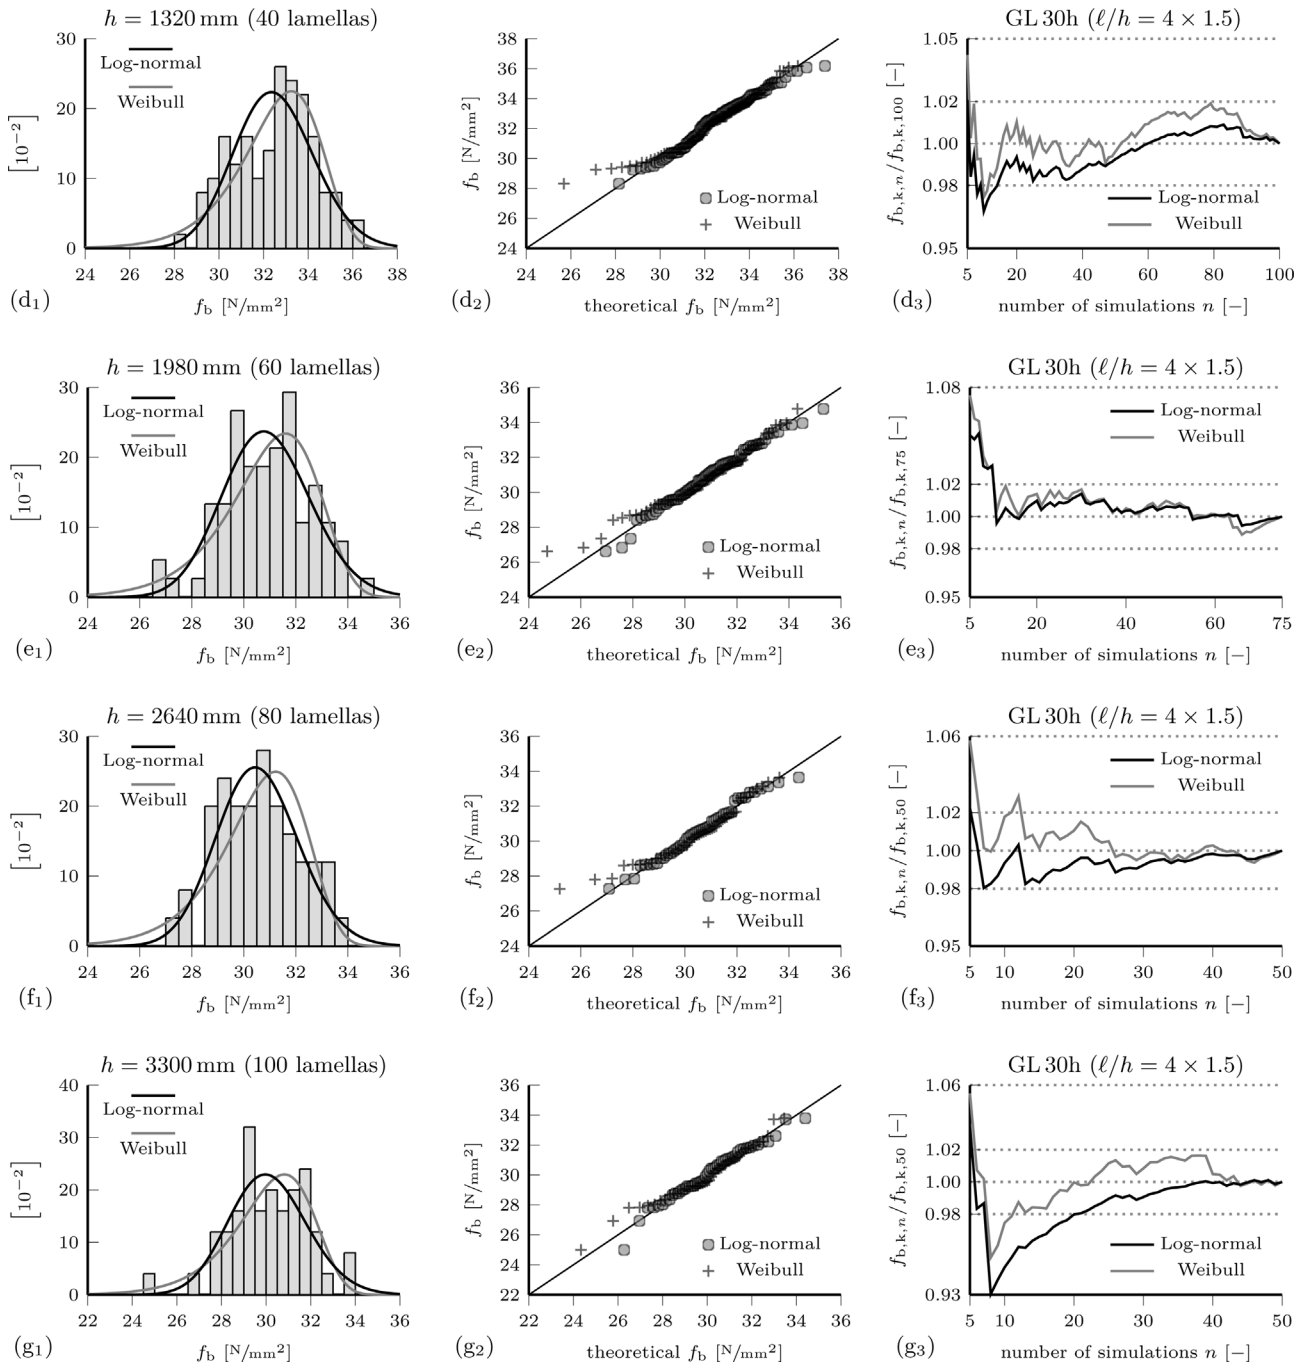 h = 1320 mm (40 lamellas)
30
20
10
0
[10⁻²]
Log-normal
Weibull
24 26 28 30 32 34 36 38
(d₁)
f_b [N/mm²]
38
36
34
32
30
28
26
24
f_b [N/mm²]
Log-normal
Weibull
24 26 28 30 32 34 36 38
(d₂)
theoretical f_b [N/mm²]
GL 30h (ℓ/h = 4 × 1.5)
1.05
1.02
1.00
0.98
0.95
f_b,k,n/f_b,k,100 [−]
Log-normal
Weibull
5 20 40 60 80 100
(d₃)
number of simulations n [−]
h = 1980 mm (60 lamellas)
30
20
10
0
[10⁻²]
Log-normal
Weibull
24 26 28 30 32 34 36
(e₁)
f_b [N/mm²]
36
34
32
30
28
26
24
f_b [N/mm²]
Log-normal
Weibull
24 26 28 30 32 34 36
(e₂)
theoretical f_b [N/mm²]
GL 30h (ℓ/h = 4 × 1.5)
1.08
1.02
1.00
0.98
0.95
f_b,k,n/f_b,k,75 [−]
Log-normal
Weibull
5 20 40 60 75
(e₃)
number of simulations n [−]
h = 2640 mm (80 lamellas)
30
20
10
0
[10⁻²]
Log-normal
Weibull
24 26 28 30 32 34 36
(f₁)
f_b [N/mm²]
36
34
32
30
28
26
24
f_b [N/mm²]
Log-normal
Weibull
24 26 28 30 32 34 36
(f₂)
theoretical f_b [N/mm²]
GL 30h (ℓ/h = 4 × 1.5)
1.06
1.02
1.00
0.98
0.95
f_b,k,n/f_b,k,50 [−]
Log-normal
Weibull
5 10 20 30 40 50
(f₃)
number of simulations n [−]
h = 3300 mm (100 lamellas)
40
30
20
10
0
[10⁻²]
Log-normal
Weibull
22 24 26 28 30 32 34 36
(g₁)
f_b [N/mm²]
36
34
32
30
28
26
24
22
f_b [N/mm²]
Log-normal
Weibull
22 24 26 28 30 32 34 36
(g₂)
theoretical f_b [N/mm²]
GL 30h (ℓ/h = 4 × 1.5)
1.06
1.02
1.00
0.98
0.93
f_b,k,n/f_b,k,50 [−]
Log-normal
Weibull
5 10 20 30 40 50
(g₃)
number of simulations n [−]